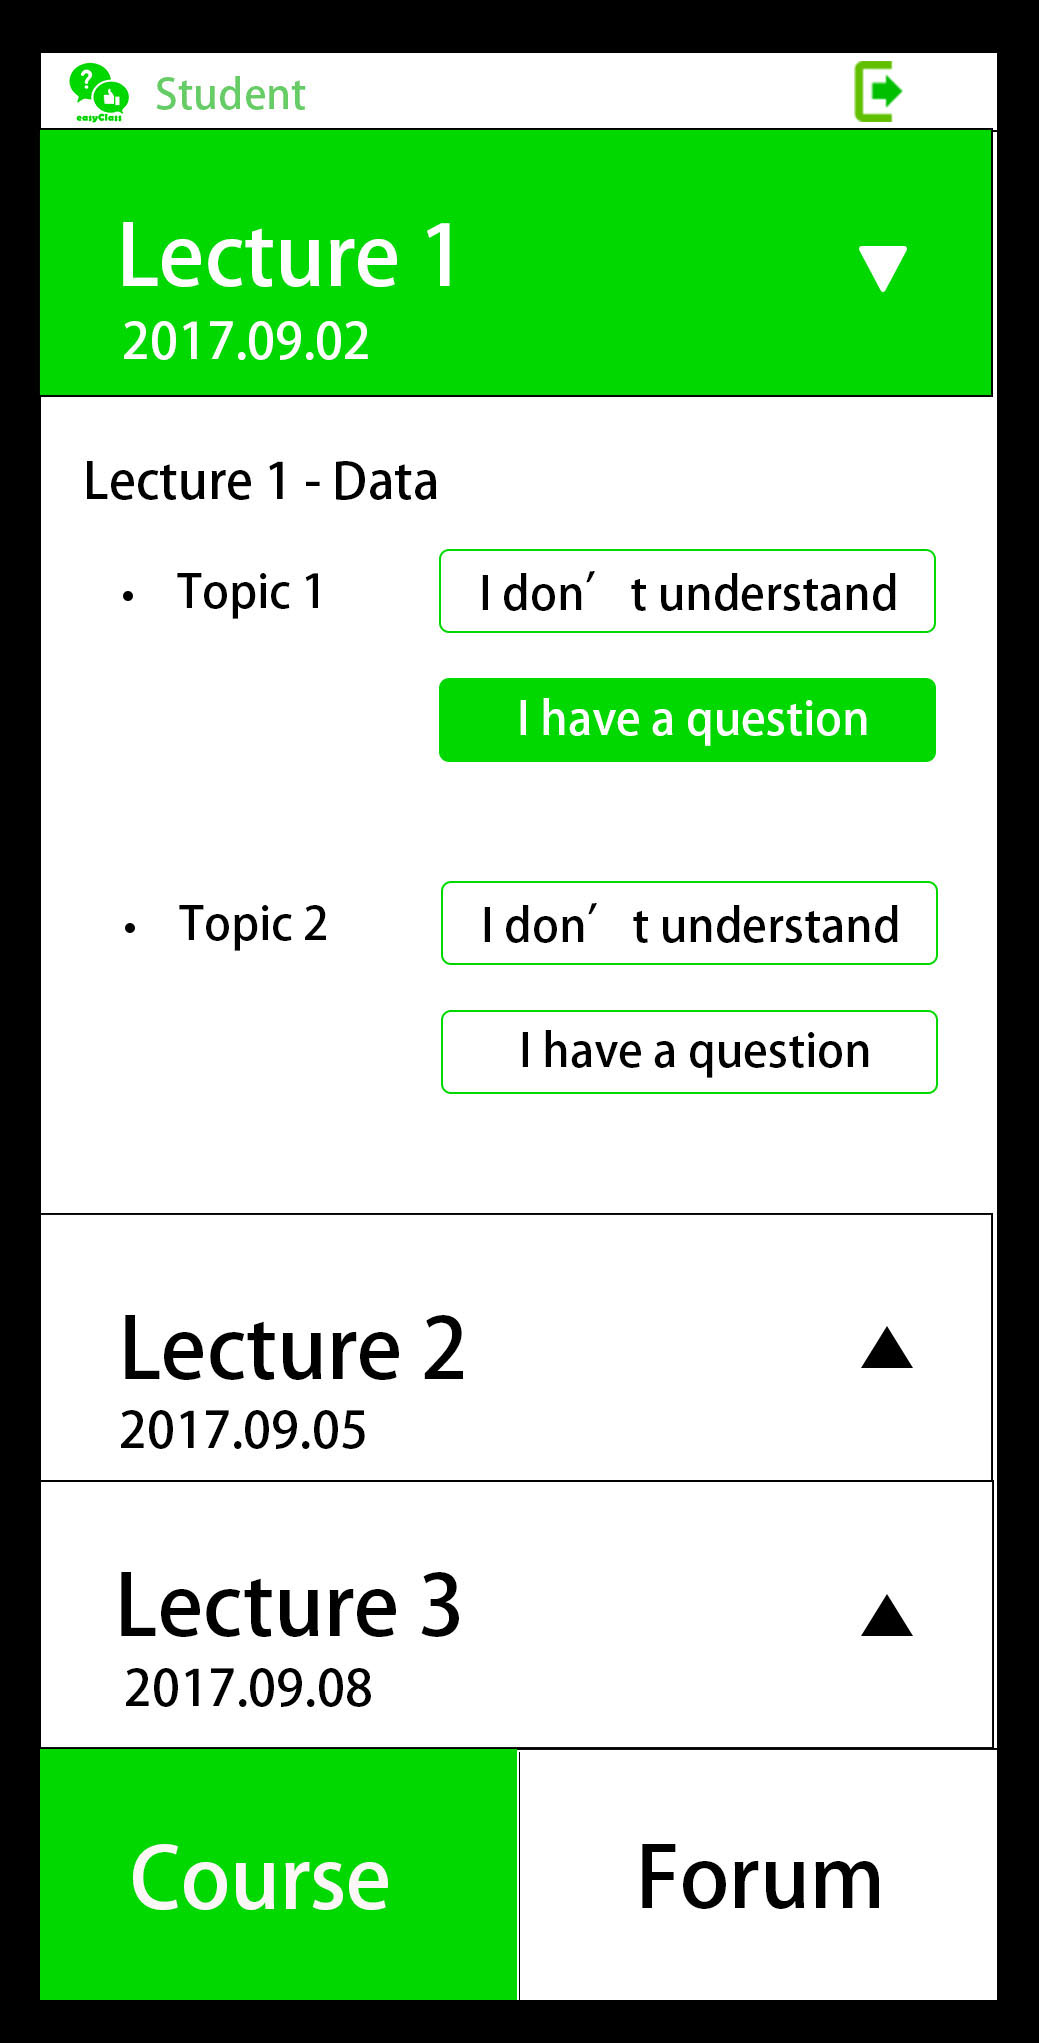 easyClass
Student
Lecture 1
2017.09.02
Lecture 1 - Data
• Topic 1
I don′ t understand
I have a question
• Topic 2
I don′ t understand
I have a question
Lecture 2
2017.09.05
Lecture 3
2017.09.08
Course
Forum